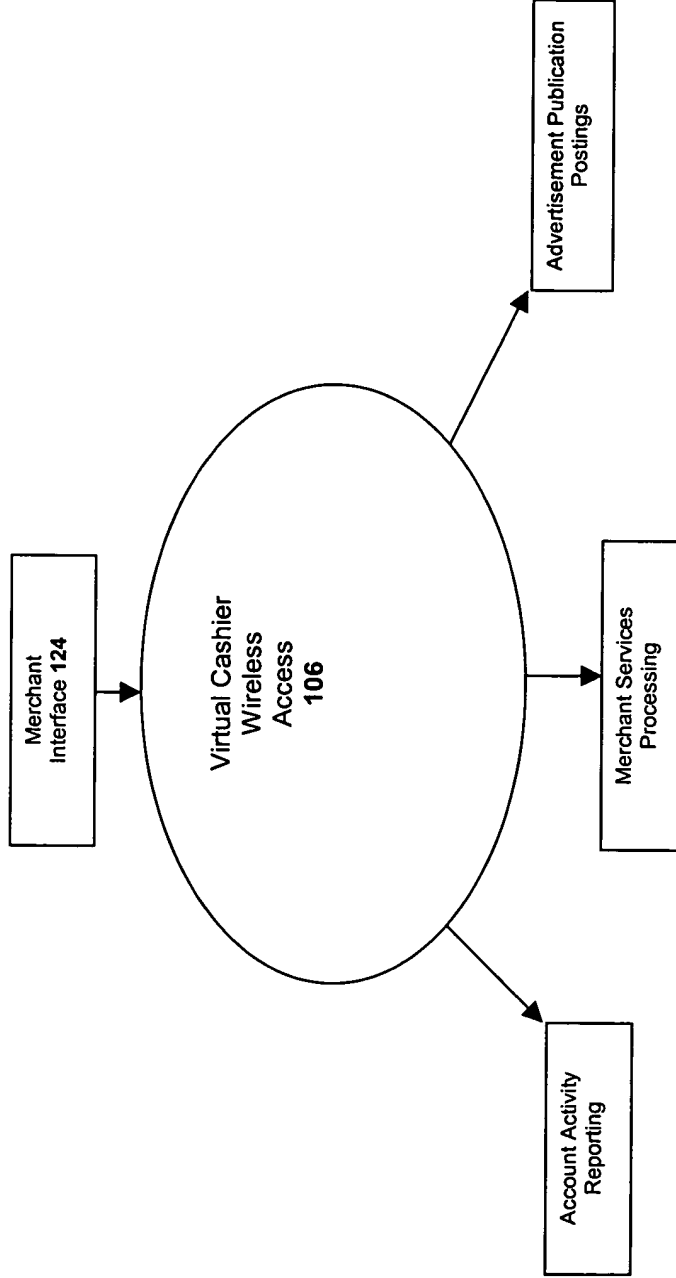 Merchant
Interface 124
Virtual Cashier
Wireless
Access
106
Account Activity
Reporting
Merchant Services
Processing
Advertisement Publication
Postings